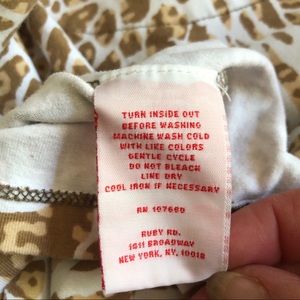 TURN INSIDE OUT
BEFORE WASHING
MACHINE WASH COLD
WITH LIKE COLORS
GENTLE CYCLE
DO NOT BLEACH
LINE DRY
COOL IRON IF NECESSARY
RN 107660
RUBY RD.
1411 BROADWAY
NEW YORK, NY. 10018